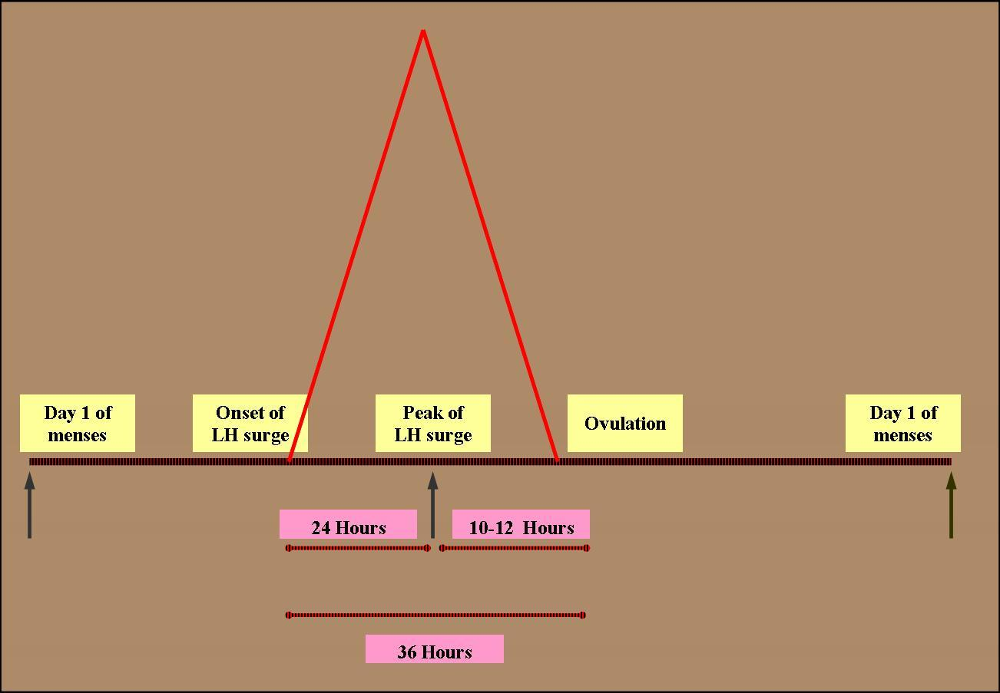 Day 1 of
menses
Onset of
LH surge
Peak of
LH surge
Ovulation
Day 1 of
menses
24 Hours
10-12 Hours
36 Hours